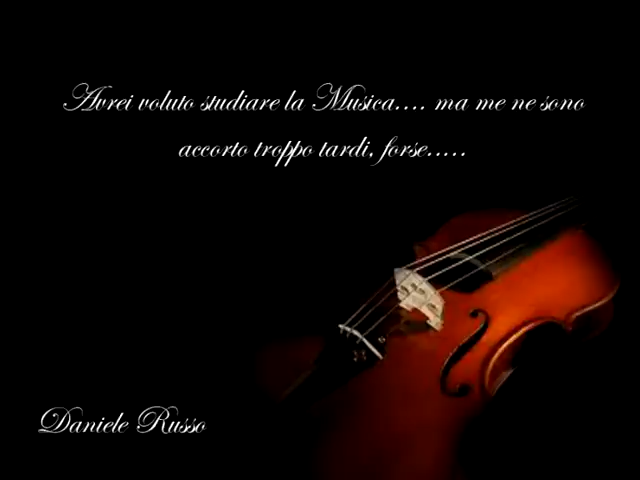 Avrei voluto studiare la Musica.... ma me ne sono
accorto troppo tardi, forse.....
Daniele Russo